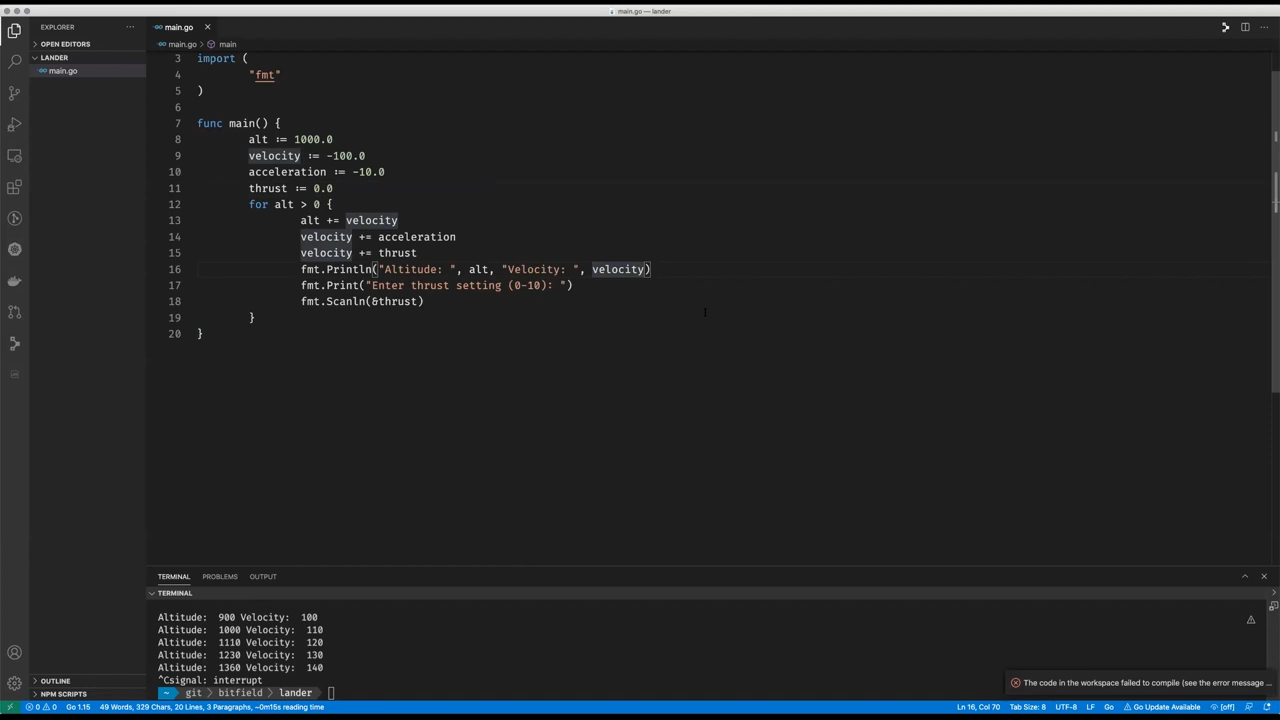 main.go — lander
EXPLORER
main.go
OPEN EDITORS
main.go > main
LANDER
main.go
3 import (
4 "fmt"
5 )
6
7 func main() {
8 alt := 1000.0
9 velocity := -100.0
10 acceleration := -10.0
11 thrust := 0.0
12 for alt > 0 {
13 alt += velocity
14 velocity += acceleration
15 velocity += thrust
16 fmt.Println("Altitude: ", alt, "Velocity: ", velocity)
17 fmt.Print("Enter thrust setting (0-10): ")
18 fmt.Scanln(&thrust)
19 }
20 }
TERMINAL PROBLEMS OUTPUT
TERMINAL
Altitude:  900 Velocity:  100
Altitude:  1000 Velocity:  110
Altitude:  1110 Velocity:  120
Altitude:  1230 Velocity:  130
Altitude:  1360 Velocity:  140
^Csignal: interrupt
~ git > bitfield > lander
The code in the workspace failed to compile (see the error message ...
OUTLINE
NPM SCRIPTS
0 0 Go 1.15 49 Words, 329 Chars, 20 Lines, 3 Paragraphs, ~0m15s reading time Ln 16, Col 70 Tab Size: 8 UTF-8 LF Go Go Update Available [off]